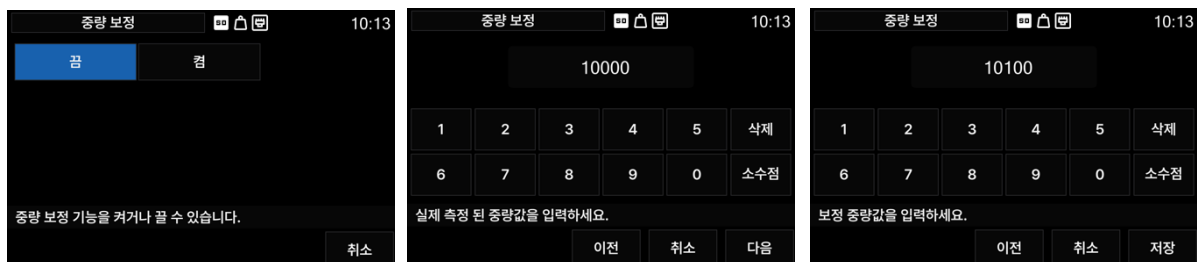 중량 보정 SD 10:13
끔 켬
중량 보정 기능을 켜거나 끌 수 있습니다.
취소
중량 보정 SD 10:13
10000
1 2 3 4 5 삭제
6 7 8 9 0 소수점
실제 측정 된 중량값을 입력하세요.
이전 취소 다음
중량 보정 SD 10:13
10100
1 2 3 4 5 삭제
6 7 8 9 0 소수점
보정 중량값을 입력하세요.
이전 취소 저장